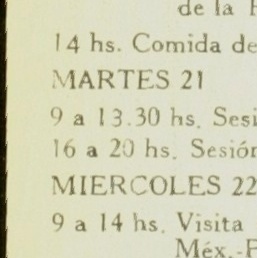 de la
14 hs. Comida de
MARTES 21
9 a 13.30 hs. Sesi
16 a 20 hs. Sesión
MIERCOLES 22
9 a 14 hs. Visita
Méx.-